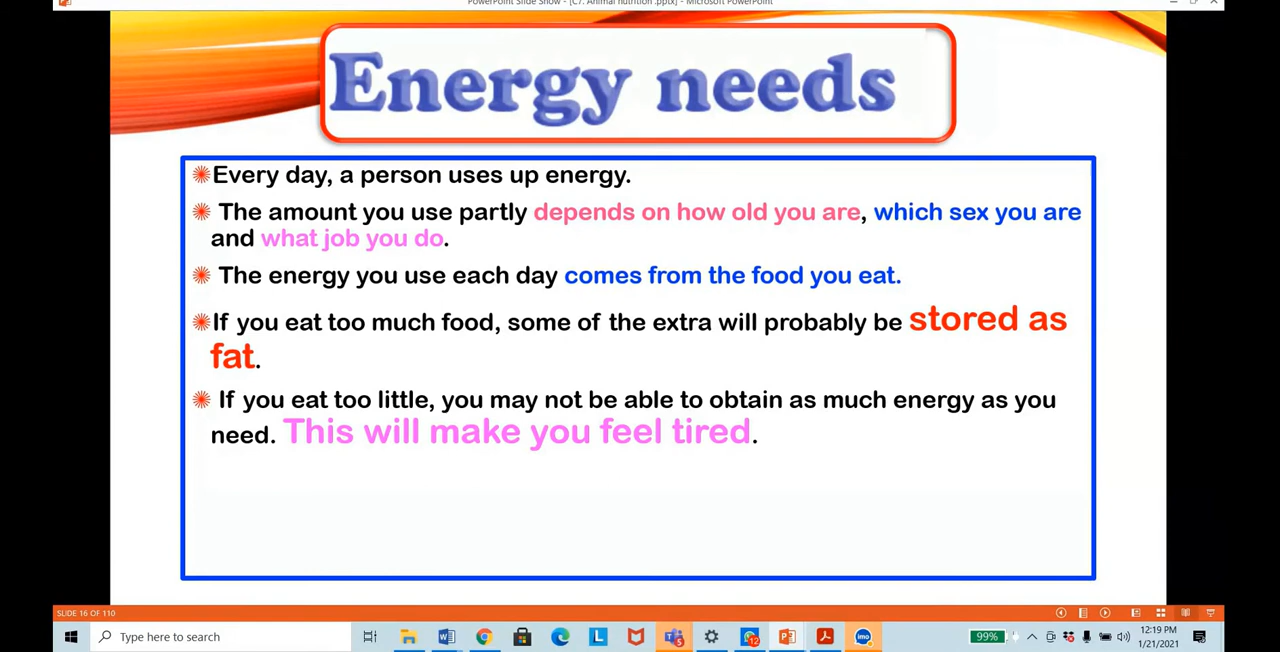 PowerPoint Slide Show - [C7. Animal nutrition .pptx] - Microsoft PowerPoint
Energy needs
Every day, a person uses up energy.
The amount you use partly depends on how old you are, which sex you are
and what job you do.
The energy you use each day comes from the food you eat.
If you eat too much food, some of the extra will probably be stored as
fat.
If you eat too little, you may not be able to obtain as much energy as you
need. This will make you feel tired.
SLIDE 16 OF 110
Type here to search
99%
12:19 PM
1/21/2021